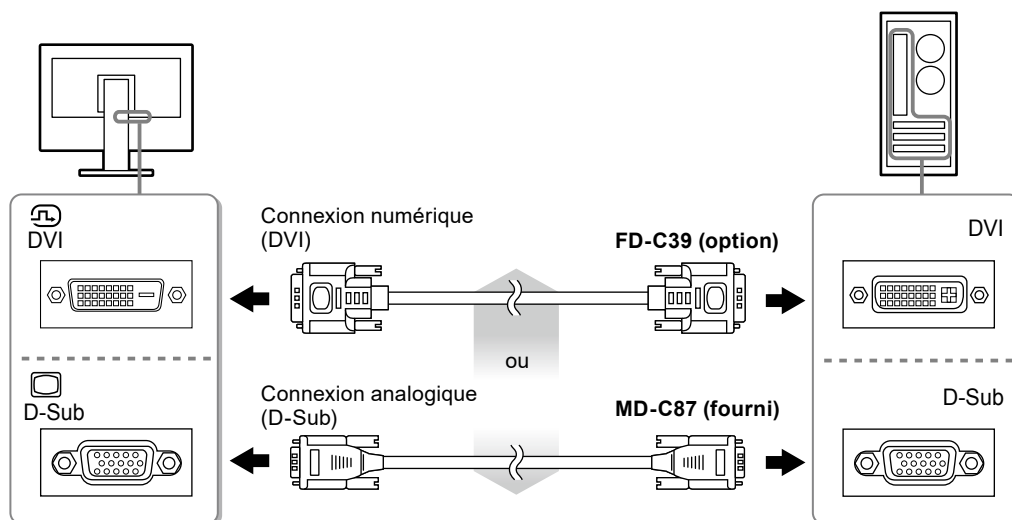 DVI
Connexion numérique
(DVI)
FD-C39 (option)
DVI
ou
D-Sub
Connexion analogique
(D-Sub)
MD-C87 (fourni)
D-Sub